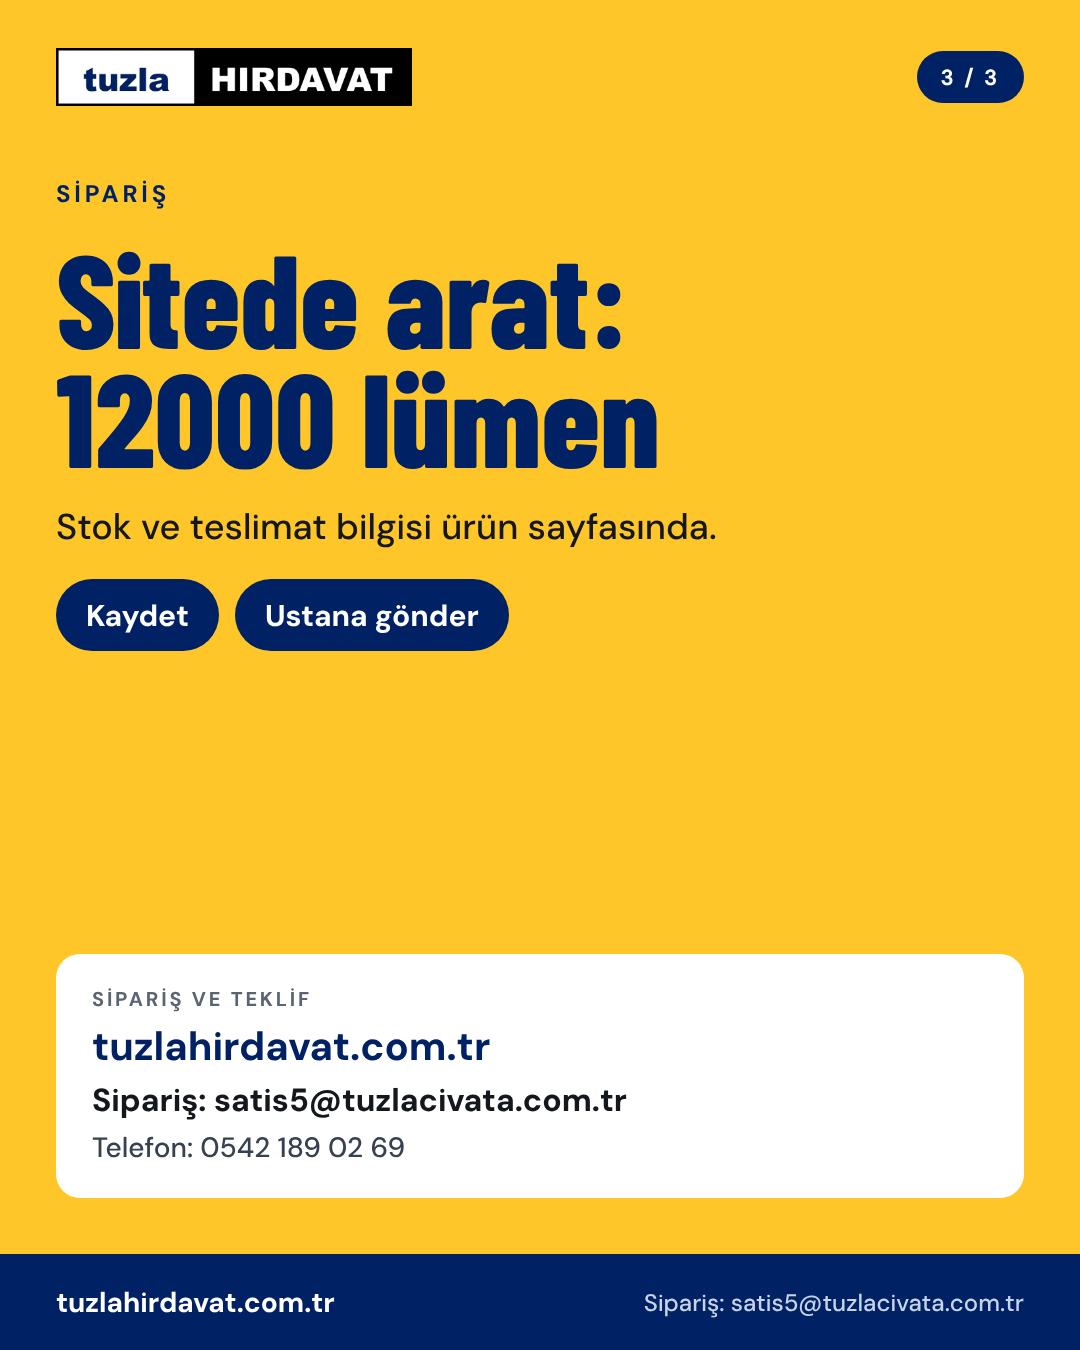 tuzla HIRDAVAT
3 / 3
SİPARİŞ
Sitede arat:
12000 lümen
Stok ve teslimat bilgisi ürün sayfasında.
Kaydet
Ustana gönder
SİPARİŞ VE TEKLİF
tuzlahirdavat.com.tr
Sipariş: satis5@tuzlacivata.com.tr
Telefon: 0542 189 02 69
tuzlahirdavat.com.tr
Sipariş: satis5@tuzlacivata.com.tr